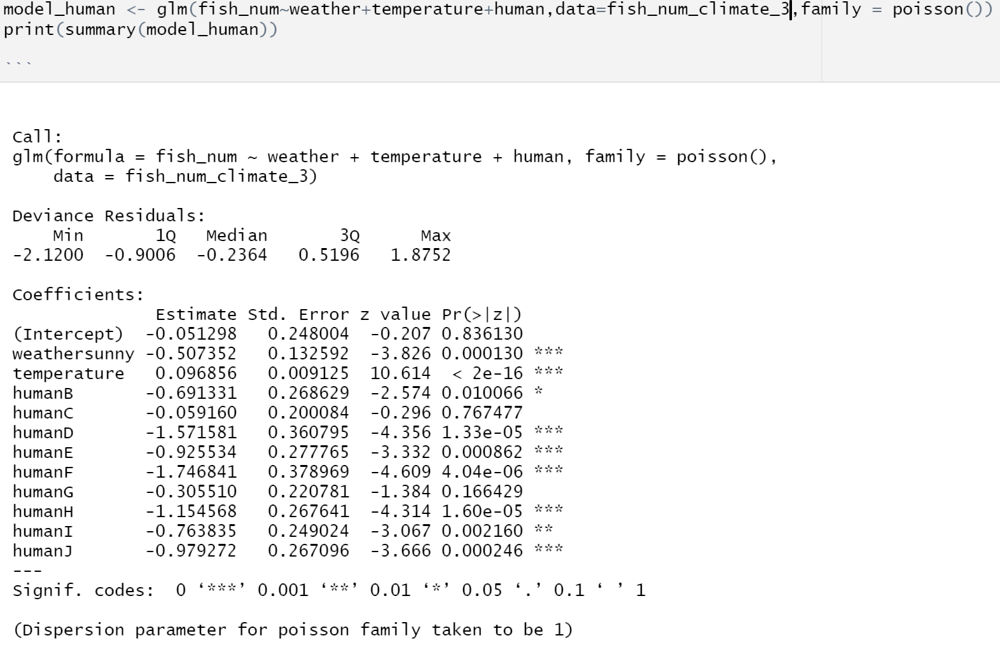 model_human <- glm(fish_num~weather+temperature+human,data=fish_num_climate_3,family = poisson())
print(summary(model_human))
```
Call:
glm(formula = fish_num ~ weather + temperature + human, family = poisson(),
    data = fish_num_climate_3)
Deviance Residuals:
    Min       1Q   Median       3Q      Max
-2.1200  -0.9006  -0.2364   0.5196   1.8752
Coefficients:
              Estimate Std. Error z value Pr(>|z|)
(Intercept)  -0.051298   0.248004  -0.207 0.836130
weathersunny -0.507352   0.132592  -3.826 0.000130 ***
temperature   0.096856   0.009125  10.614  < 2e-16 ***
humanB       -0.691331   0.268629  -2.574 0.010066 *
humanC       -0.059160   0.200084  -0.296 0.767477
humanD       -1.571581   0.360795  -4.356 1.33e-05 ***
humanE       -0.925534   0.277765  -3.332 0.000862 ***
humanF       -1.746841   0.378969  -4.609 4.04e-06 ***
humanG       -0.305510   0.220781  -1.384 0.166429
humanH       -1.154568   0.267641  -4.314 1.60e-05 ***
humanI       -0.763835   0.249024  -3.067 0.002160 **
humanJ       -0.979272   0.267096  -3.666 0.000246 ***
---
Signif. codes:  0 ‘***’ 0.001 ‘**’ 0.01 ‘*’ 0.05 ‘.’ 0.1 ‘ ’ 1
(Dispersion parameter for poisson family taken to be 1)